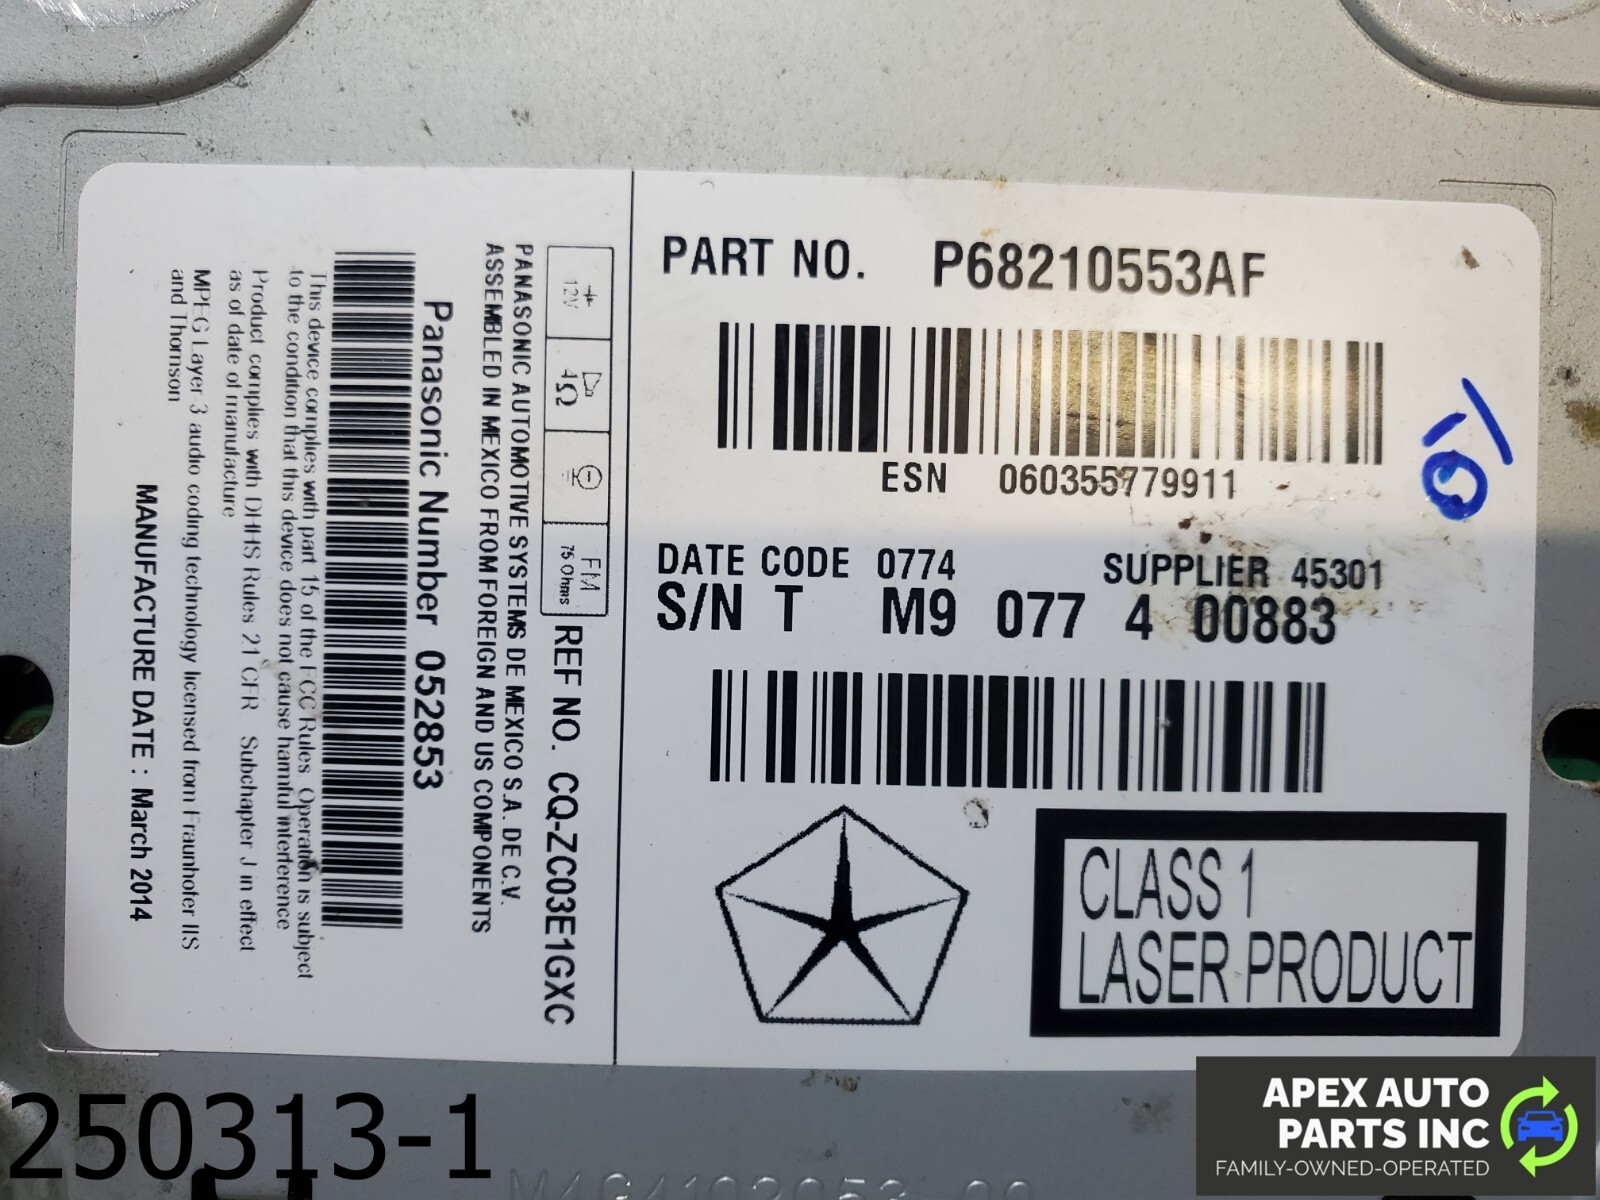 PART NO. P68210553AF
ESN 060355779911
DATE CODE 0774 SUPPLIER 45301
S/N T M9 077 4 00883
CLASS 1
LASER PRODUCT
+
12V
4Ω
FM
75 Ohms
REF NO. CQ-ZC03E1GXC
PANASONIC AUTOMOTIVE SYSTEMS DE MEXICO S.A. DE C.V.
ASSEMBLED IN MEXICO FROM FOREIGN AND US COMPONENTS
Panasonic Number 052853
This device complies with part 15 of the FCC Rules. Operation is subject
to the condition that this device does not cause harmful interference
Product complies with DHHS Rules 21 CFR Subchapter J in effect
as of date of manufacture
MPEG Layer 3 audio coding technology licensed from Fraunhofer IIS
and Thomson
MANUFACTURE DATE : March 2014
250313-1
APEX AUTO
PARTS INC
FAMILY-OWNED-OPERATED